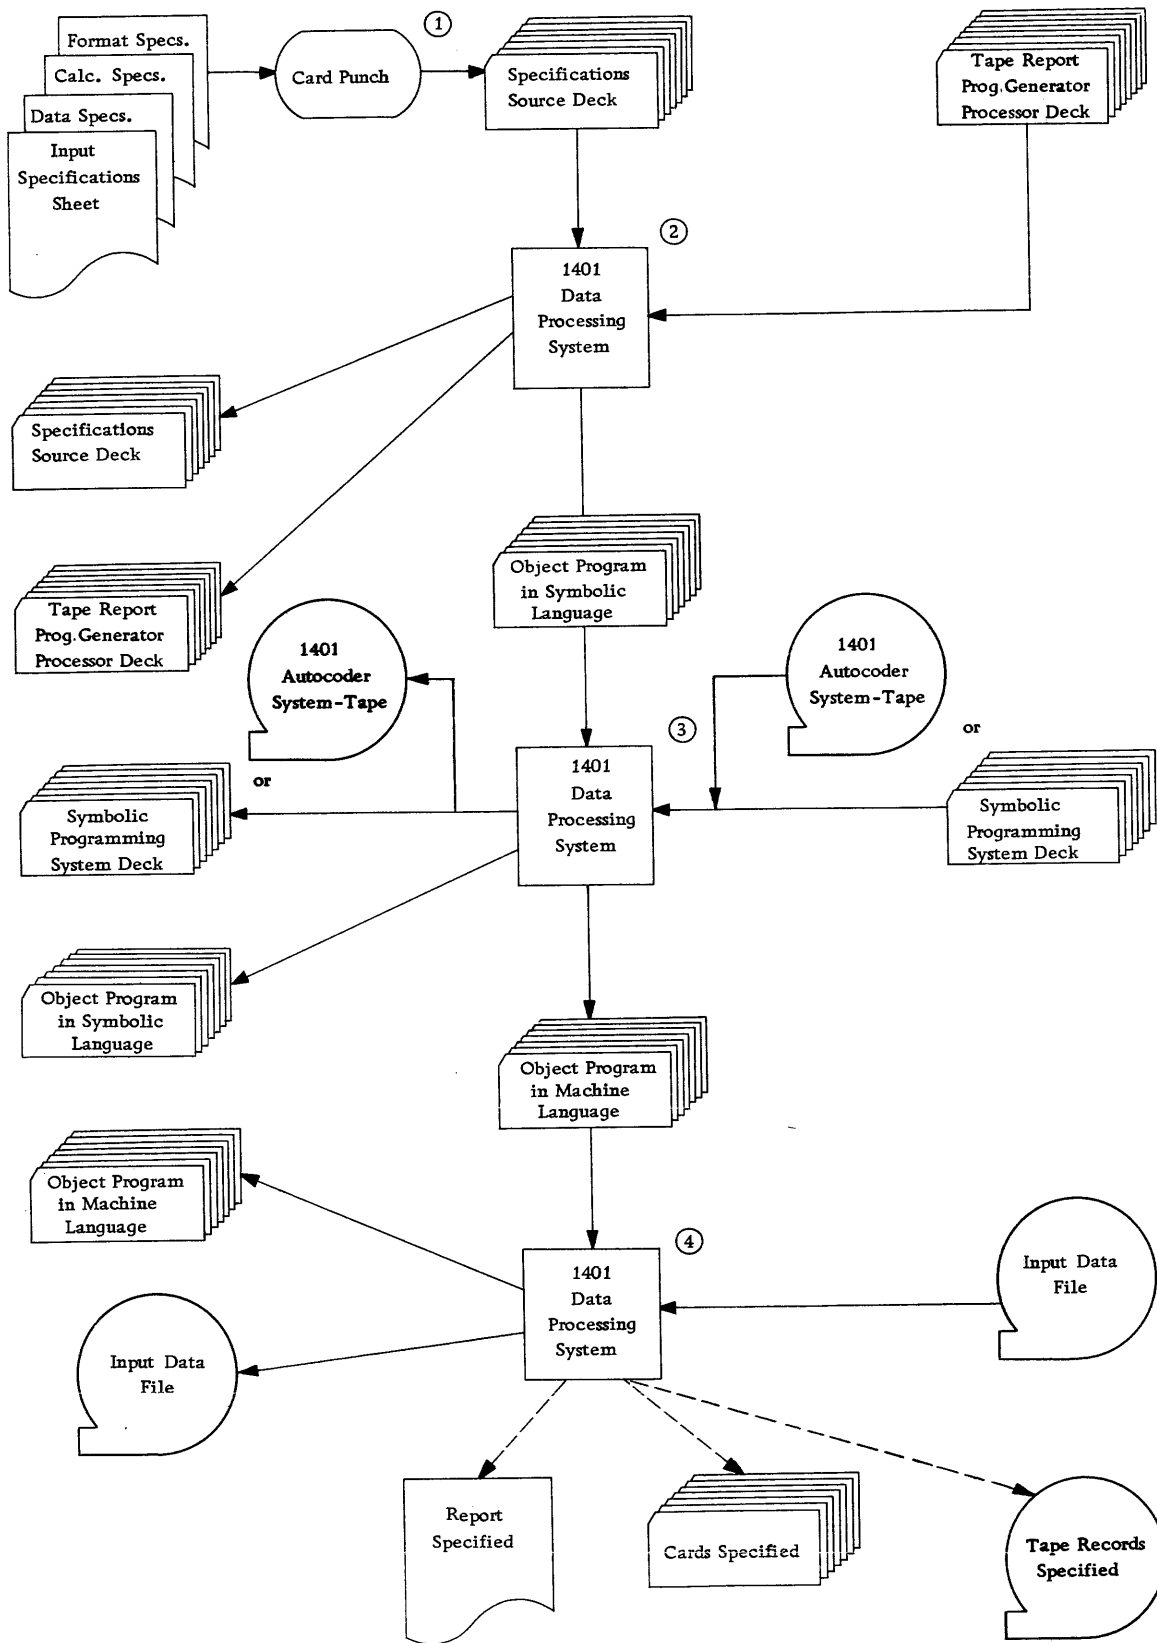 Format Specs.
Calc. Specs.
Data Specs.
Input
Specifications
Sheet
Card Punch
1
Specifications
Source Deck
Tape Report
Prog.Generator
Processor Deck
2
1401
Data
Processing
System
Specifications
Source Deck
Tape Report
Prog.Generator
Processor Deck
Object Program
in Symbolic
Language
1401
Autocoder
System-Tape
or
Symbolic
Programming
System Deck
3
1401
Data
Processing
System
1401
Autocoder
System-Tape
or
Symbolic
Programming
System Deck
Object Program
in Symbolic
Language
Object Program
in Machine
Language
Object Program
in Machine
Language
4
1401
Data
Processing
System
Input Data
File
Input Data
File
Report
Specified
Cards Specified
Tape Records
Specified